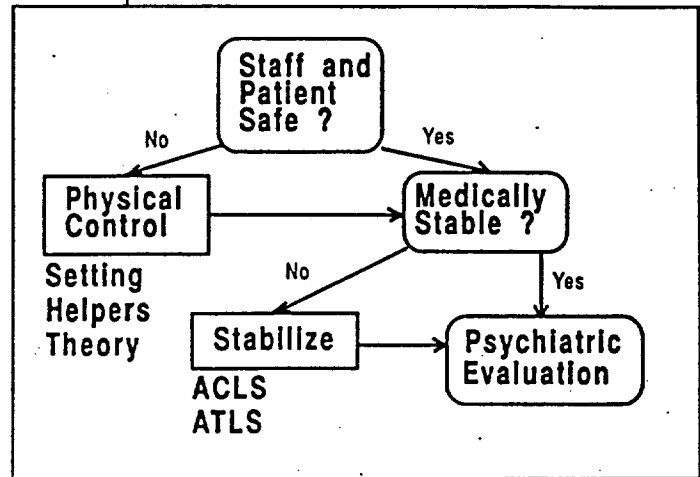 Staff and
Patient
Safe ?
No
Yes
Physical
Control
Medically
Stable ?
Setting
Helpers
Theory
No
Yes
Stabilize
Psychiatric
Evaluation
ACLS
ATLS